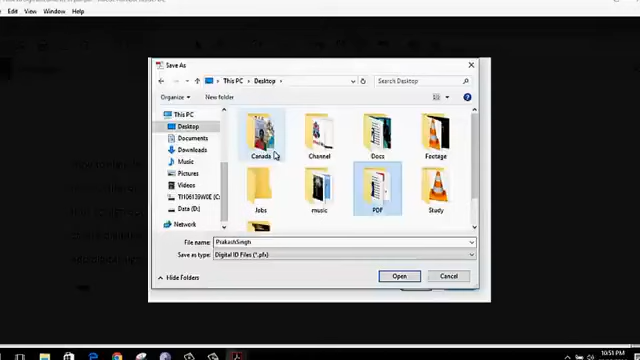 Edit View Window Help
Save As
This PC Desktop
Search Desktop
Organize New folder
This PC
Desktop
Documents
Downloads
Music
Pictures
Videos
TI106139W0E (C:
Data (D:)
Network
Canada Channel Docs Footage
Jobs music PDF Study
File name: PrakashSingh
Save as type: Digital ID Files (*.pfx)
Hide Folders Open Cancel
10:51 PM